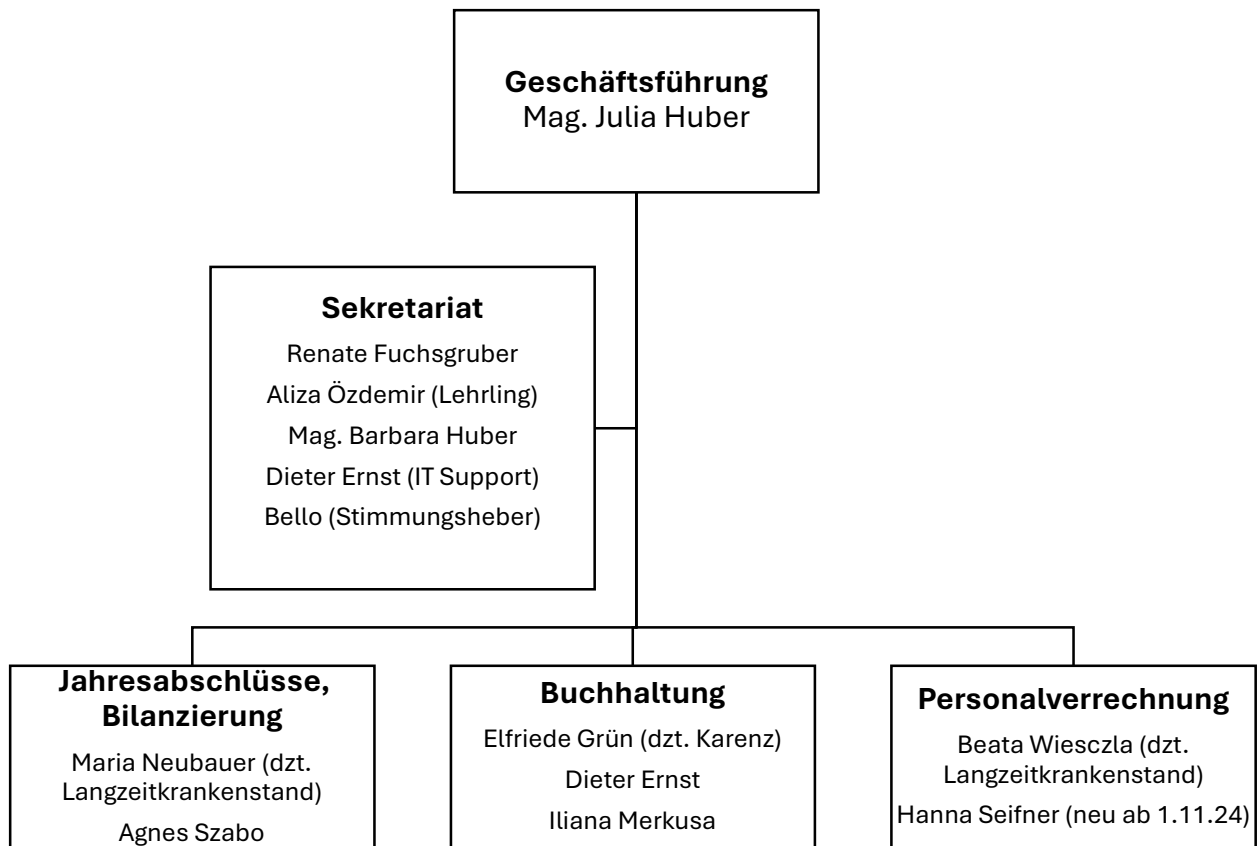 Geschäftsführung
Mag. Julia Huber
Sekretariat
Renate Fuchsgruber
Aliza Özdemir (Lehrling)
Mag. Barbara Huber
Dieter Ernst (IT Support)
Bello (Stimmungsheber)
Jahresabschlüsse,
Bilanzierung
Maria Neubauer (dzt.
Langzeitkrankenstand)
Agnes Szabo
Buchhaltung
Elfriede Grün (dzt. Karenz)
Dieter Ernst
Iliana Merkusa
Personalverrechnung
Beata Wiesczla (dzt.
Langzeitkrankenstand)
Hanna Seifner (neu ab 1.11.24)